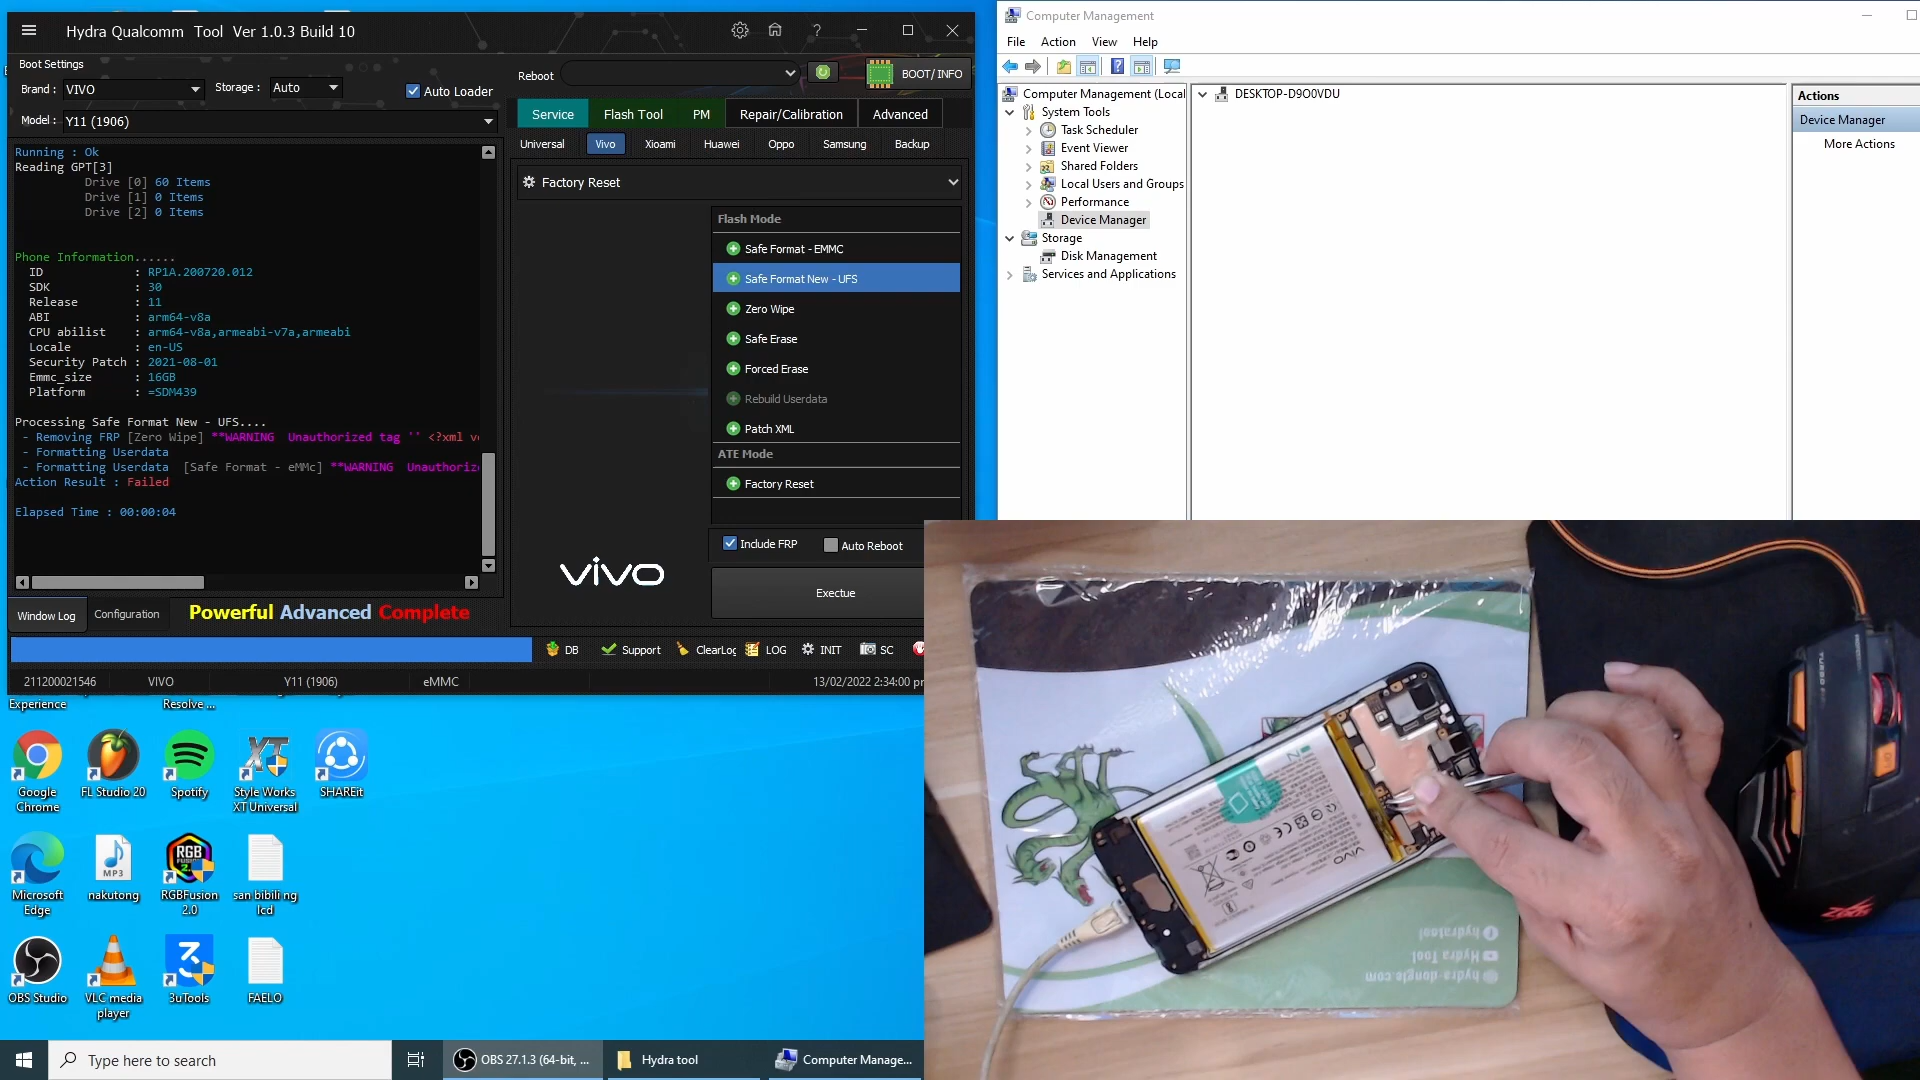 Hydra Qualcomm Tool Ver 1.0.3 Build 10
Boot Settings
Brand : VIVO
Storage : Auto
Auto Loader
Model : Y11 (1906)
Reboot
BOOT/ INFO
Service
Flash Tool
PM
Repair/Calibration
Advanced
Universal
Vivo
Xioami
Huawei
Oppo
Samsung
Backup
Running : Ok
Reading GPT[3]
Drive [0] 60 Items
Drive [1] 0 Items
Drive [2] 0 Items
Phone Information......
ID : RP1A.200720.012
SDK : 30
Release : 11
ABI : arm64-v8a
CPU abilist : arm64-v8a,armeabi-v7a,armeabi
Locale : en-US
Security Patch : 2021-08-01
Emmc_size : 16GB
Platform : =SDM439
Processing Safe Format New - UFS....
- Removing FRP [Zero Wipe] **WARNING Unauthorized tag '' <?xml
- Formatting Userdata
- Formatting Userdata [Safe Format - eMMc] **WARNING
Action Result : Failed
Elapsed Time : 00:00:04
Factory Reset
Flash Mode
Safe Format - EMMC
Safe Format New - UFS
Zero Wipe
Safe Erase
Forced Erase
Rebuild Userdata
Patch XML
ATE Mode
Factory Reset
Include FRP
Auto Reboot
vivo
Exectue
Window Log
Configuration
Powerful Advanced Complete
DB
Support
ClearLog
LOG
INIT
SC
211200021546
VIVO
Y11 (1906)
eMMC
13/02/2022 2:34:00
Computer Management
File Action View Help
Computer Management (Local
System Tools
Task Scheduler
Event Viewer
Shared Folders
Local Users and Groups
Performance
Device Manager
Storage
Disk Management
Services and Applications
DESKTOP-D9O0VDU
Actions
Device Manager
More Actions
Experience
Resolve ...
Google Chrome
FL Studio 20
Spotify
Style Works XT Universal
SHAREit
Microsoft Edge
MP3
nakutong
RGB
RGBFusion 2.0
san bibili ng lcd
OBS Studio
VLC media player
3uTools
FAELO
vivo
hydratool
Hydra Tool
hydra-dongle.com
Type here to search
OBS 27.1.3 (64-bit, ...
Hydra tool
Computer Manage...